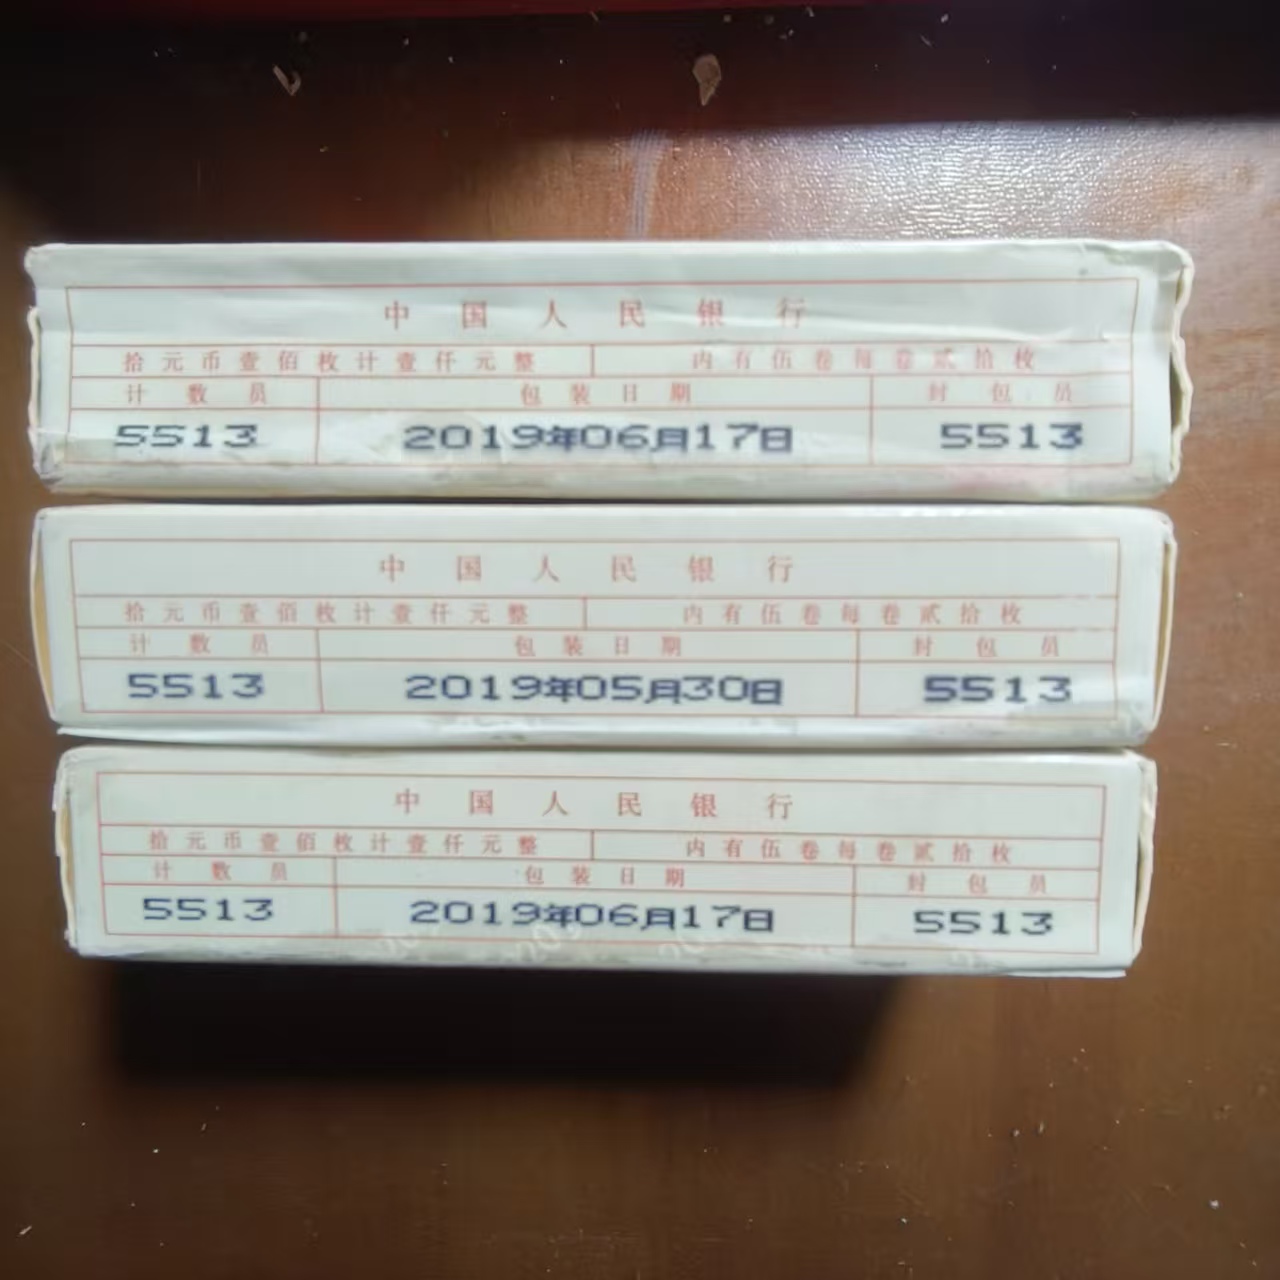 中国人民银行
拾元币壹佰枚计壹仟元整 内有伍卷每卷贰拾枚
计数员 包装日期 封包员
5513 2019年06月17日 5513
中国人民银行
拾元币壹佰枚计壹仟元整 内有伍卷每卷贰拾枚
计数员 包装日期 封包员
5513 2019年05月30日 5513
中国人民银行
拾元币壹佰枚计壹仟元整 内有伍卷每卷贰拾枚
计数员 包装日期 封包员
5513 2019年06月17日 5513